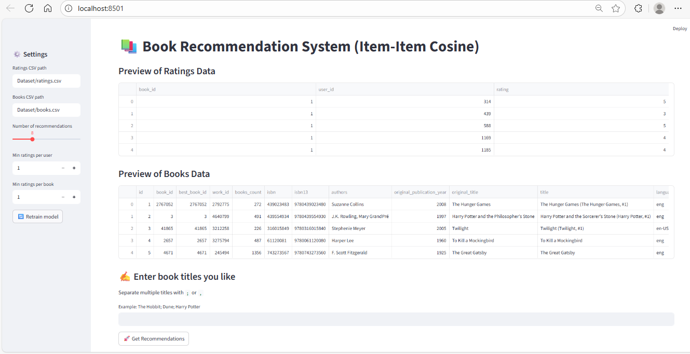 localhost:8501
Deploy
Settings
Ratings CSV path
Dataset/ratings.csv
Books CSV path
Dataset/books.csv
Number of recommendations
Min ratings per user
1
Min ratings per book
1
Retrain model
Book Recommendation System (Item-Item Cosine)
Preview of Ratings Data
book_id user_id rating
0 1 314 5
1 1 439 3
2 1 588 5
3 1 1169 4
4 1 1185 4
Preview of Books Data
id book_id best_book_id work_id books_count isbn isbn13 authors original_publication_year original_title title
0 1 2767052 2767052 2792775 272 439023483 9780439023480 Suzanne Collins 2008 The Hunger Games The Hunger Games (The Hunger Games, #1) eng
1 2 3 3 4640799 491 439554934 9780439554930 J.K. Rowling, Mary GrandPré 1997 Harry Potter and the Philosopher's Stone Harry Potter and the Sorcerer's Stone (Harry Potter, #1) eng
2 3 41865 41865 3212258 226 316015849 9780316015840 Stephenie Meyer 2005 Twilight Twilight (Twilight, #1) en-US
3 4 2657 2657 3275794 487 61120081 9780061120080 Harper Lee 1960 To Kill a Mockingbird To Kill a Mockingbird eng
4 5 4671 4671 245494 1356 743273567 9780743273560 F. Scott Fitzgerald 1925 The Great Gatsby The Great Gatsby eng
Enter book titles you like
Separate multiple titles with ; or ,
Example: The Hobbit; Dune; Harry Potter
Get Recommendations